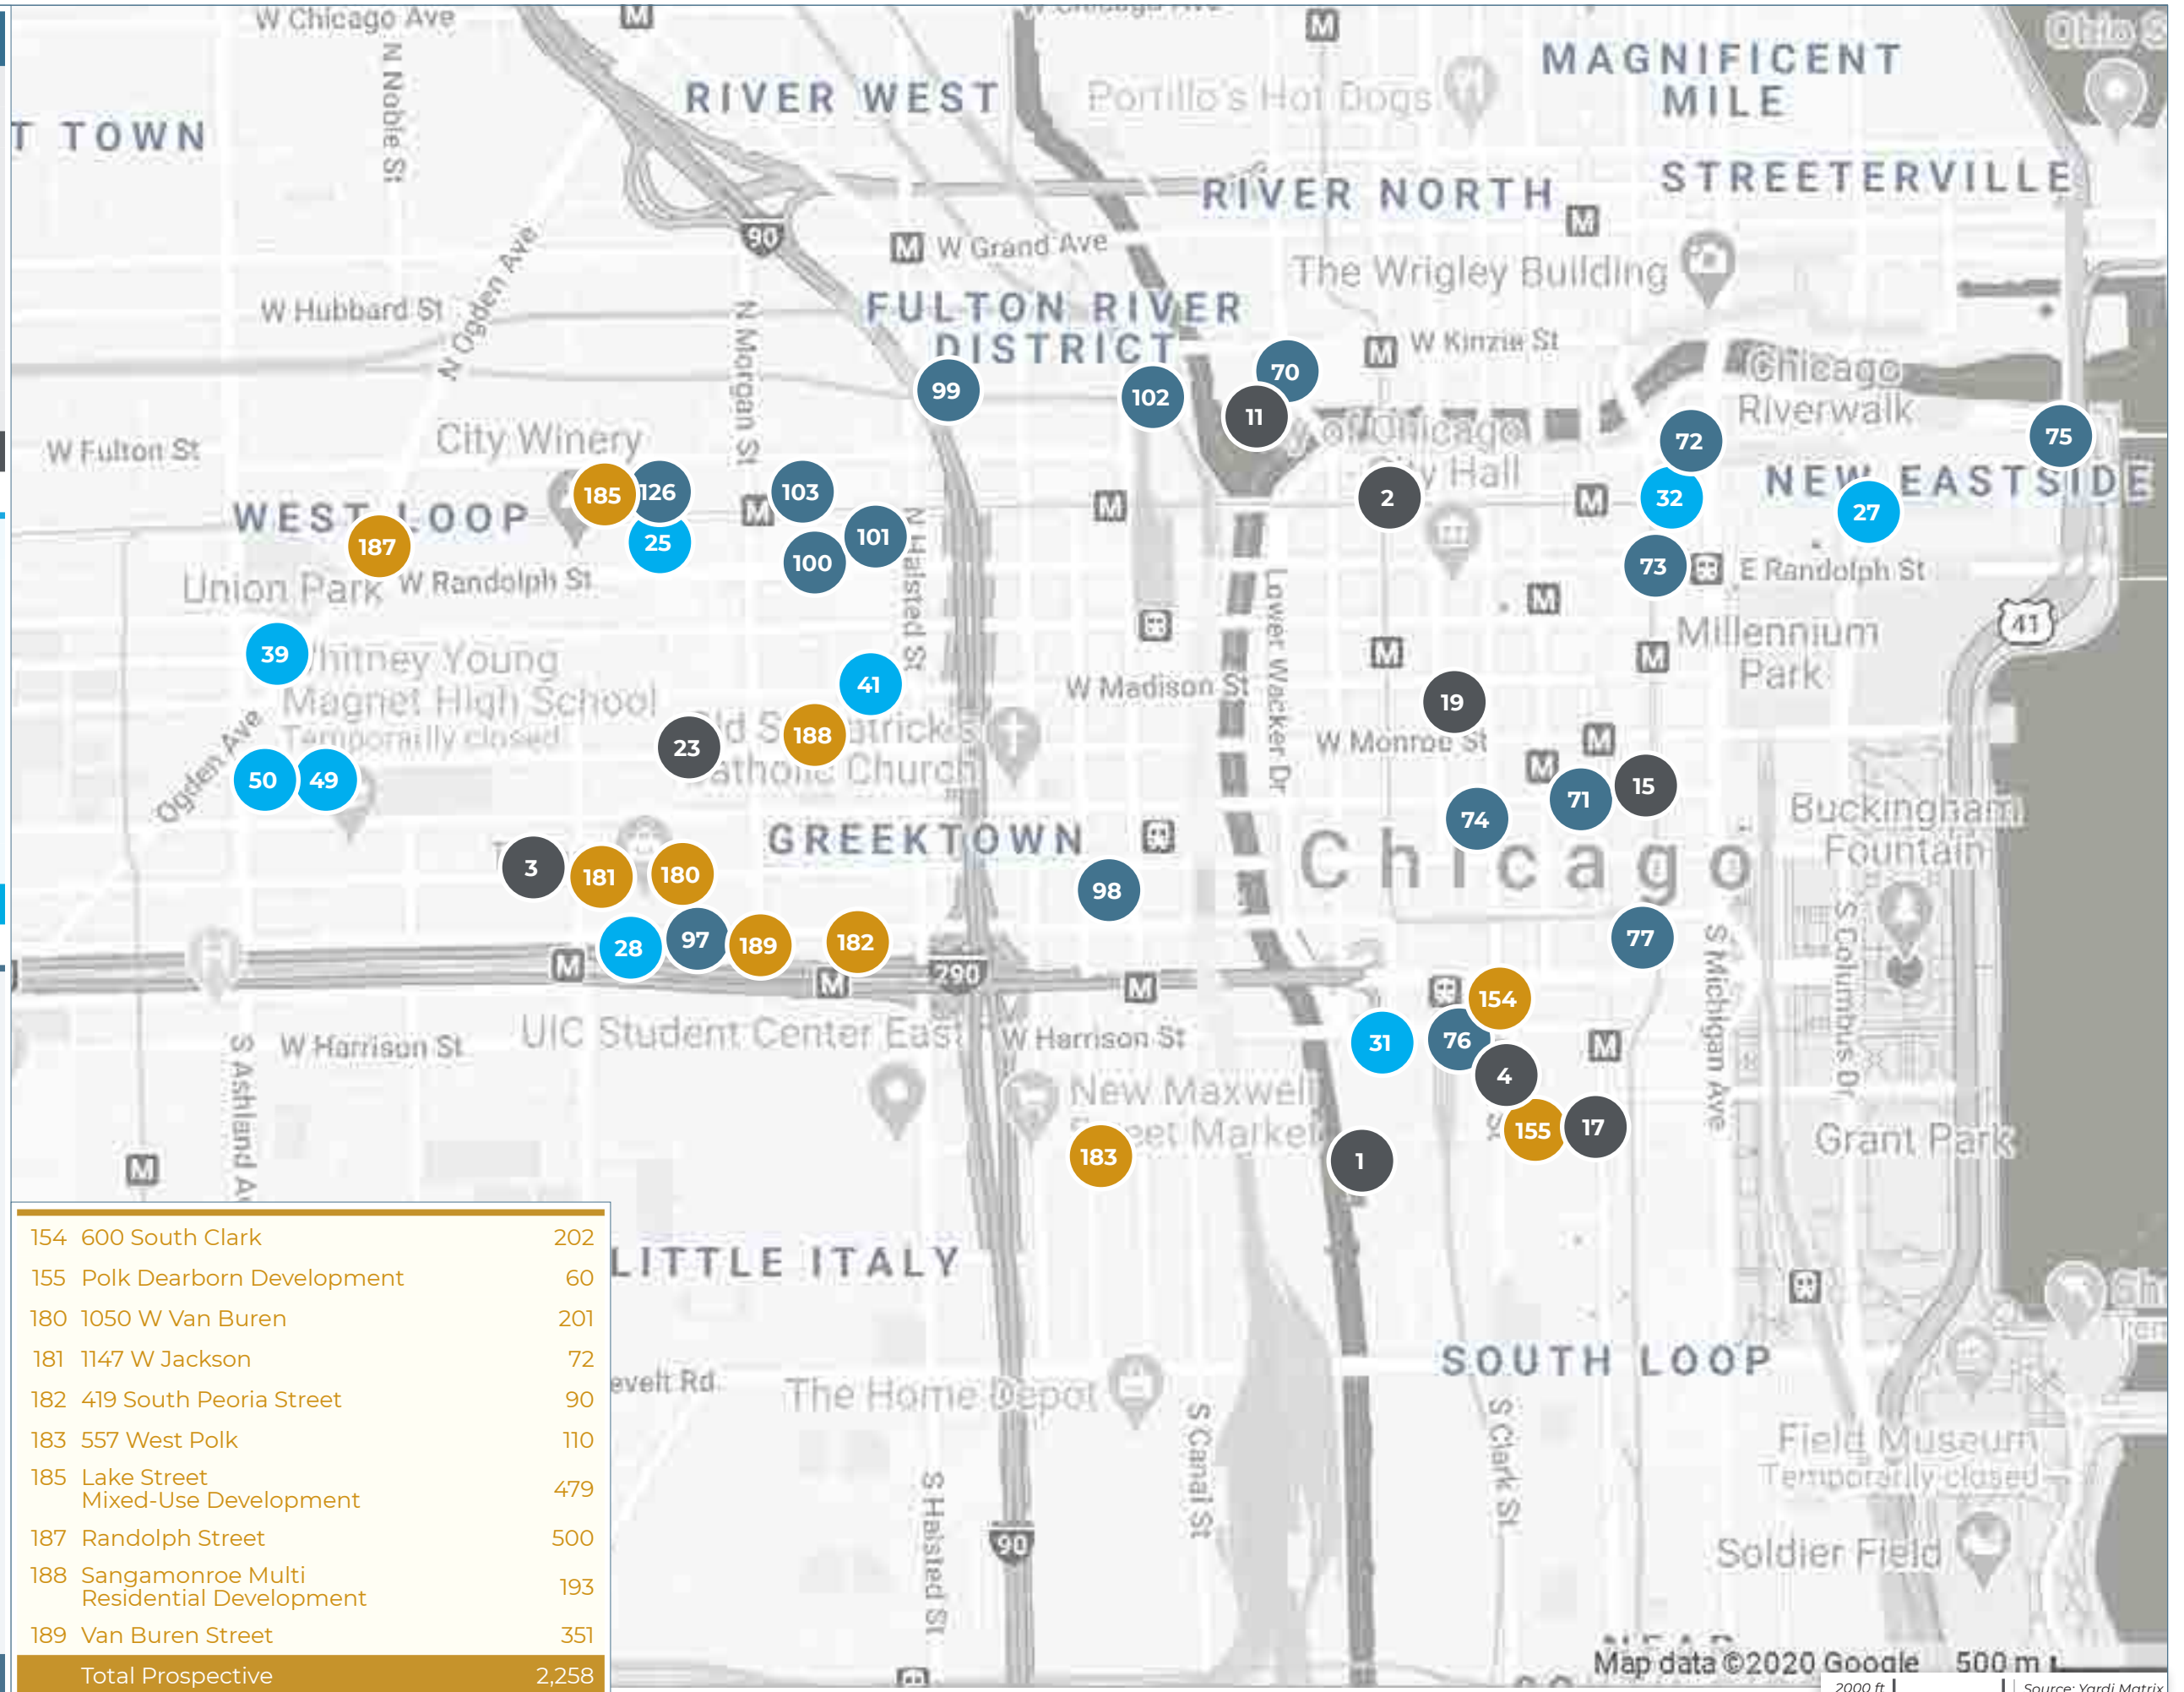 W Chicago Ave
M
M
MAGNIFICENT
MILE
N Noble St
RIVER WEST
Portillo's Hot Dogs
T TOWN
STREETERVILLE
RIVER NORTH
M
90
M W Grand Ave
The Wrigley Building
N Ogden Ave
W Hubbard St
FULTON RIVER
DISTRICT
N Morgan St
M W Kinzie St
Chicago
Riverwalk
70
99
102
11
City Winery
W Fulton St
72
75
City Hall
NEW EASTSIDE
185
126
103
M
M
2
M
32
27
WEST LOOP
187
25
101
100
N Halsted St
73
E Randolph St
Union Park
W Randolph St
Lower Wacker Dr
M
41
Millennium
Park
39
Whitney Young
Magnet High School
Temporarily closed
41
W Madison St
M
M
19
Ogden Ave
23
188
W Monroe St
M
M
Catholic Church
50
49
74
71
15
Buckingham
Fountain
GREEKTOWN
Chicago
3
181
180
98
28
97
189
182
77
S Michigan Ave
S Columbus Dr
M
M
290
M
154
UIC Student Center East
W Harrison St
W Harrison St
31
76
M
S Ashland Av
New Maxwell
Street Market
4
155
17
Grant Park
183
1
M
LITTLE ITALY
SOUTH LOOP
evelt Rd
The Home Depot
S Canal St
S Clark St
Field Museum
Temporarily closed
S Halsted St
90
Soldier Field
154 600 South Clark 202
155 Polk Dearborn Development 60
180 1050 W Van Buren 201
181 1147 W Jackson 72
182 419 South Peoria Street 90
183 557 West Polk 110
185 Lake Street
Mixed-Use Development 479
187 Randolph Street 500
188 Sangamonroe Multi
Residential Development 193
189 Van Buren Street 351
Total Prospective 2,258
Map data ©2020 Google 500 m
2000 ft
Source: Yardi Matrix